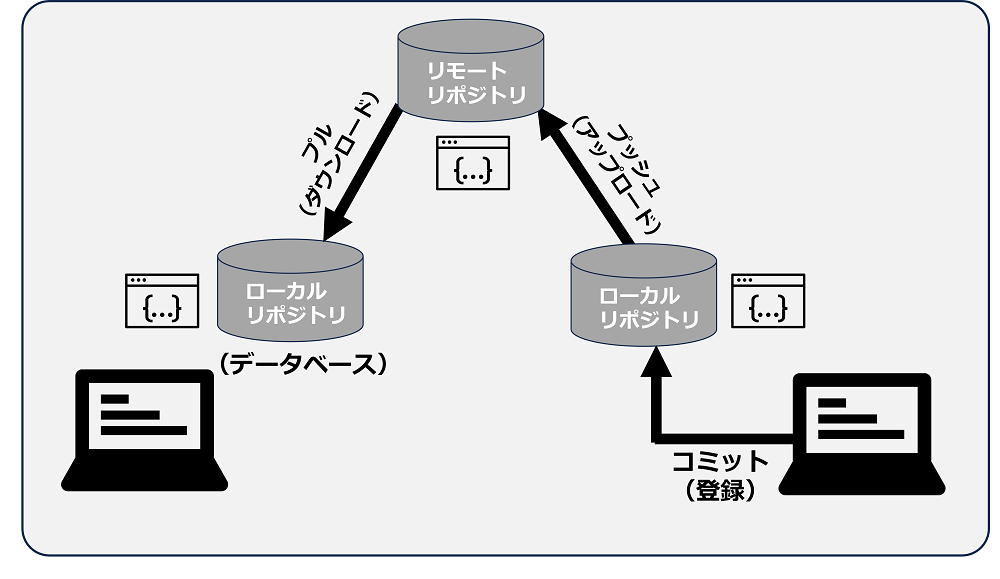 リモート
リポジトリ
プル
(ダウンロード)
{...}
プッシュ
(アップロード)
ローカル
リポジトリ
{...}
(データベース)
ローカル
リポジトリ
{...}
コミット
(登録)